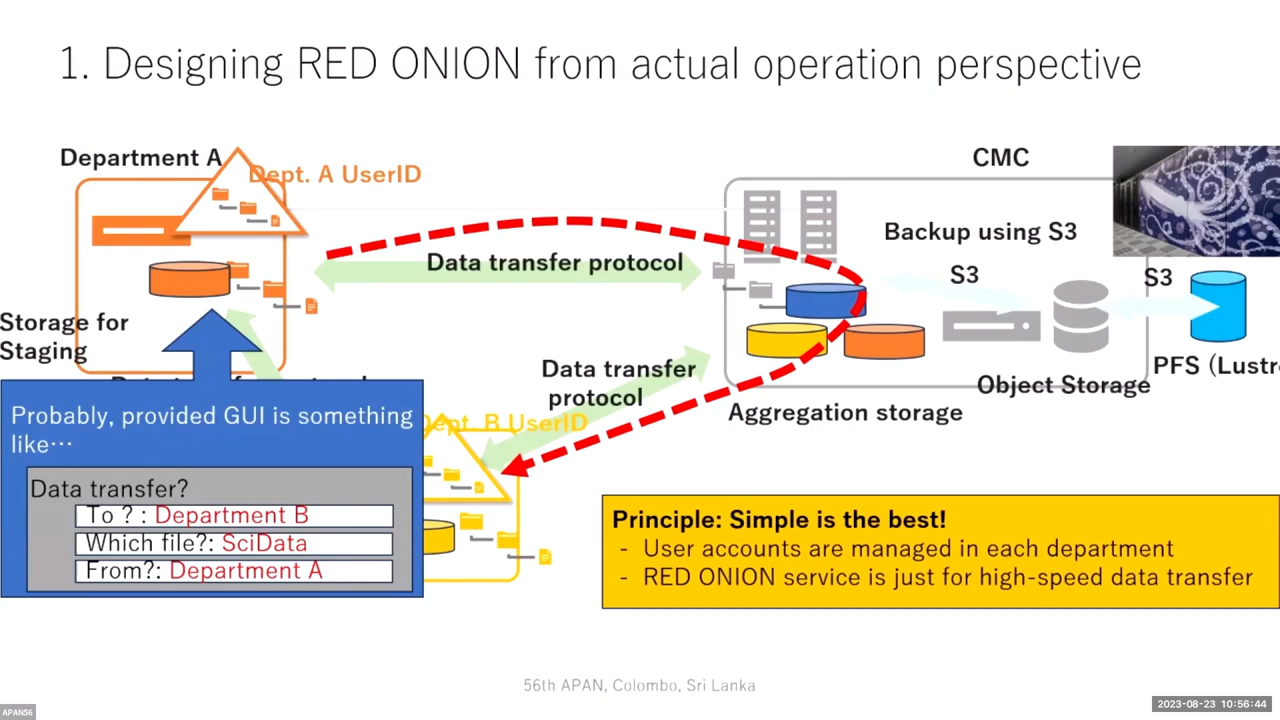 1. Designing RED ONION from actual operation perspective
Department A
Dept. A UserID
CMC
Backup using S3
Data transfer protocol
S3
S3
Storage for
Staging
Data transfer
protocol
PFS (Lustre
Object Storage
Aggregation storage
Probably, provided GUI is something
like…
Dept. B UserID
Data transfer?
To ? : Department B
Which file?: SciData
From?: Department A
Principle: Simple is the best!
- User accounts are managed in each department
- RED ONION service is just for high-speed data transfer
56th APAN, Colombo, Sri Lanka
APAN56
2023-08-23 10:56:44